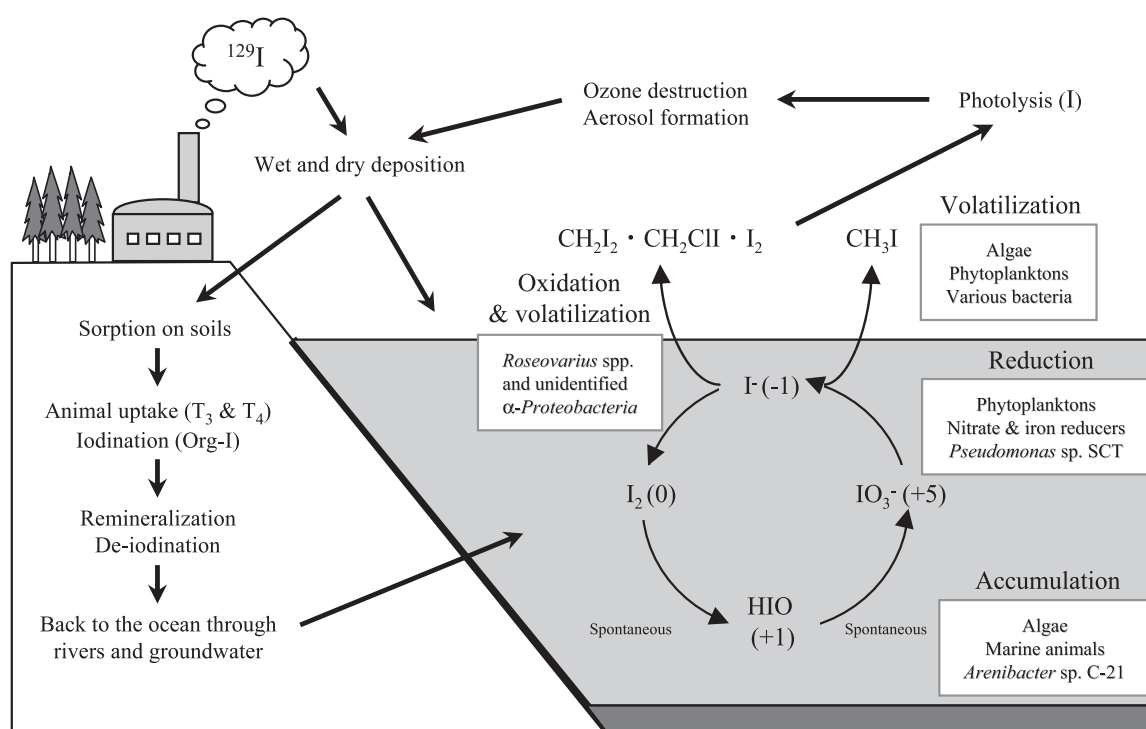 ¹²⁹I
Ozone destruction
Aerosol formation
Photolysis (I)
Wet and dry deposition
Volatilization
Algae
Phytoplanktons
Various bacteria
CH₂I₂・CH₂ClI・I₂
CH₃I
Oxidation
& volatilization
Roseovarius spp.
and unidentified
α-Proteobacteria
Sorption on soils
Animal uptake (T₃ & T₄)
Iodination (Org-I)
Remineralization
De-iodination
Back to the ocean through
rivers and groundwater
I⁻ (-1)
Reduction
Phytoplanktons
Nitrate & iron reducers
Pseudomonas sp. SCT
I₂ (0)
IO₃⁻ (+5)
HIO
(+1)
Spontaneous
Spontaneous
Accumulation
Algae
Marine animals
Arenibacter sp. C-21